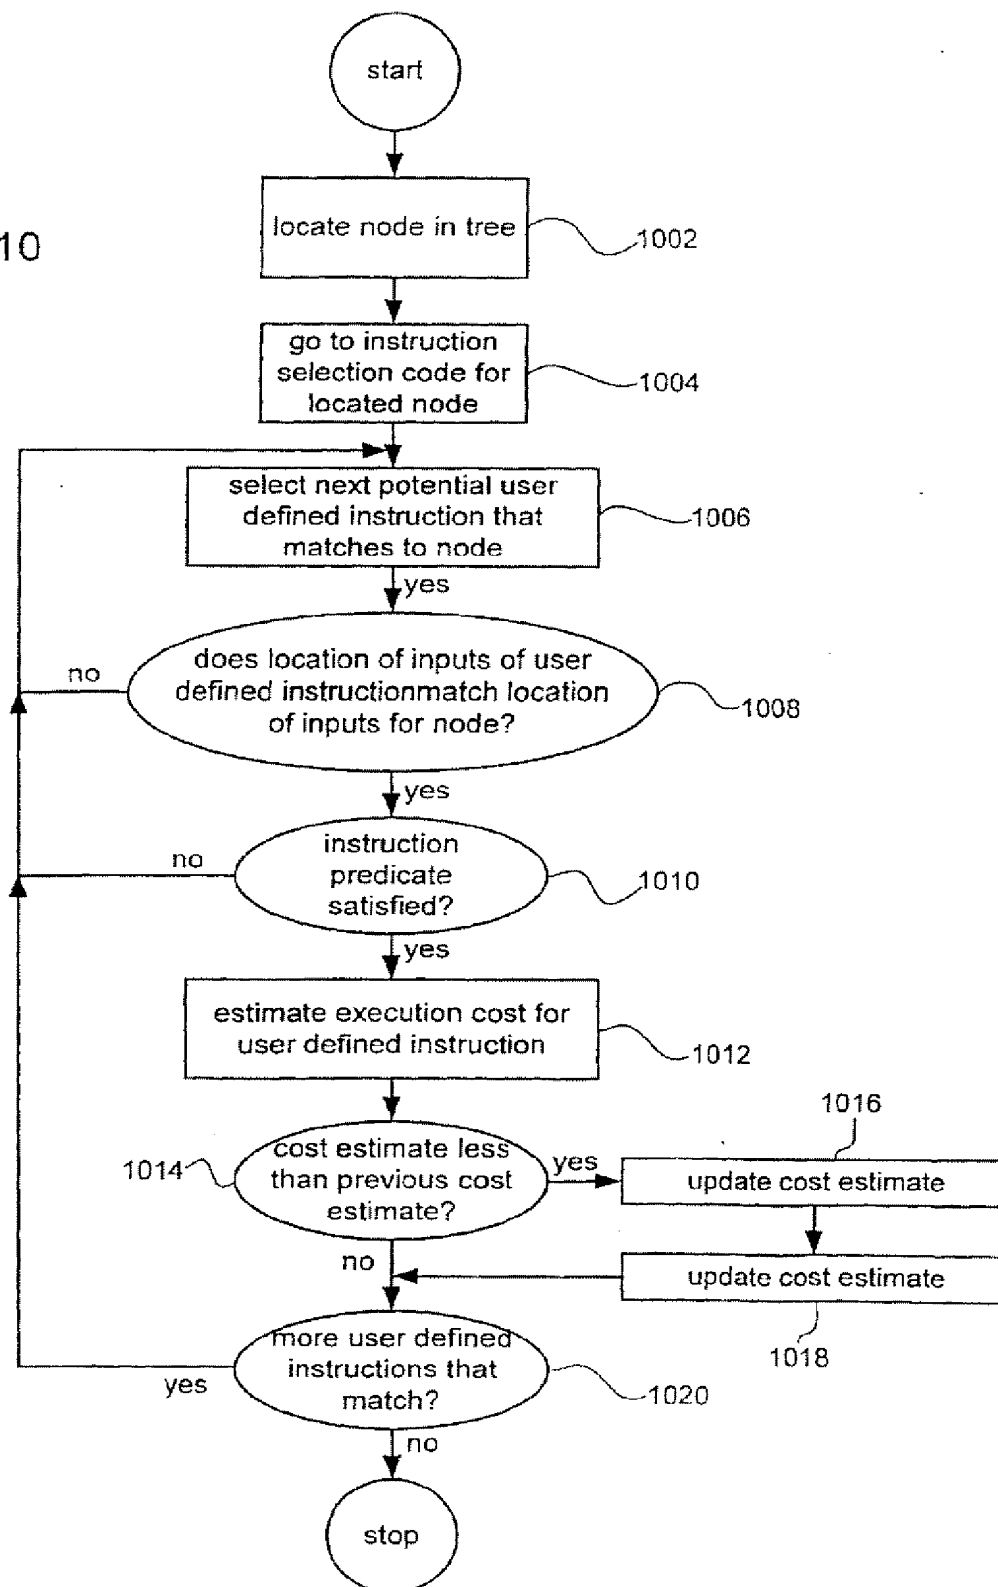 start
locate node in tree
1002
10
go to instruction
selection code for
located node
1004
select next potential user
defined instruction that
matches to node
1006
yes
does location of inputs of user
defined instructionmatch location
of inputs for node?
no
1008
yes
instruction
predicate
satisfied?
no
1010
yes
estimate execution cost for
user defined instruction
1012
cost estimate less
than previous cost
estimate?
1014
yes
1016
update cost estimate
no
update cost estimate
1018
more user defined
instructions that
match?
yes
1020
no
stop